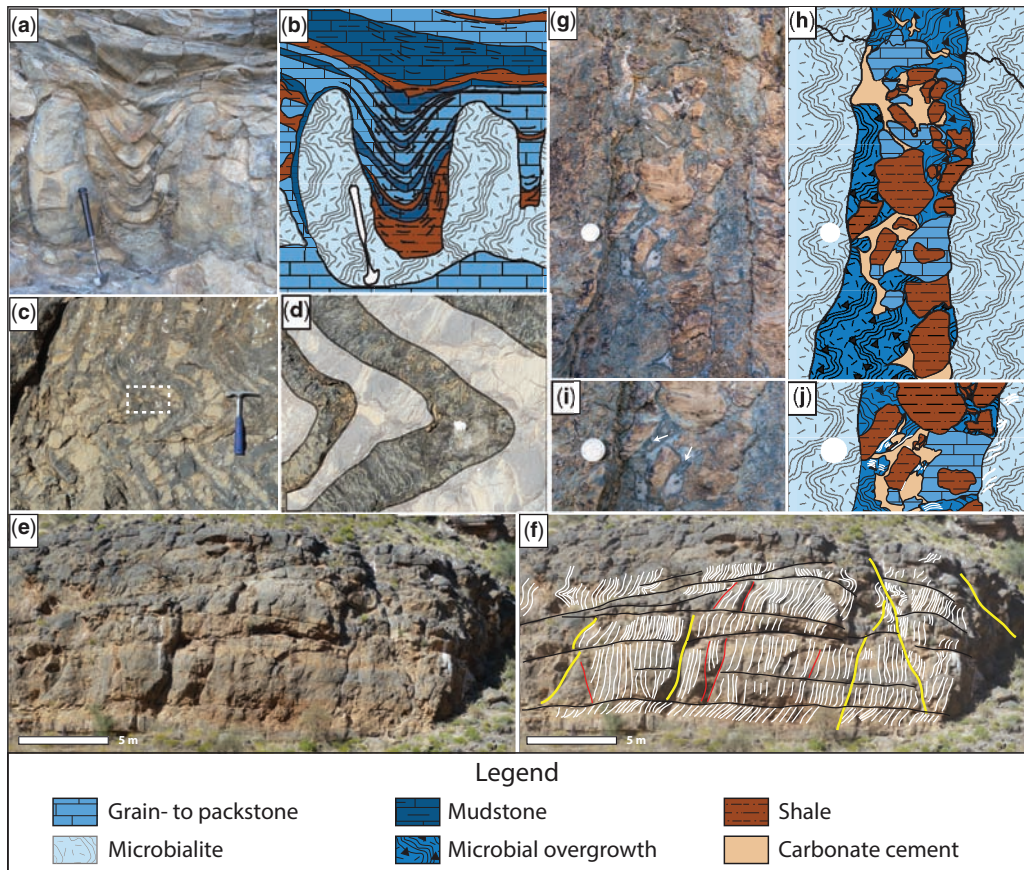 (a)
(b)
(g)
(h)
(c)
(d)
(i)
(j)
(e)
(f)
5 m
5 m
Legend
Grain- to packstone
Mudstone
Shale
Microbialite
Microbial overgrowth
Carbonate cement